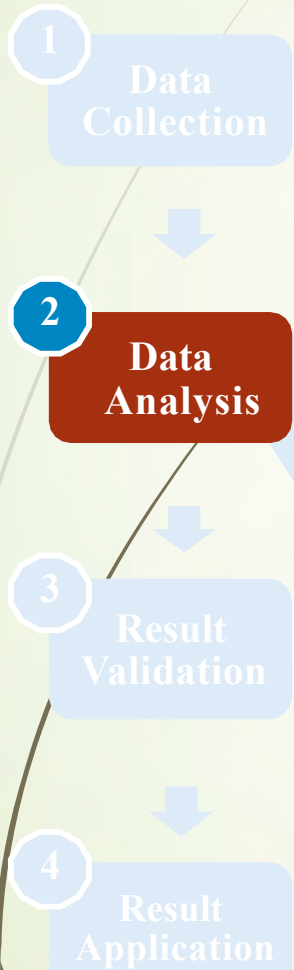 1
Data
Collection
2
Data
Analysis
3
Result
Validation
4
Result
Application